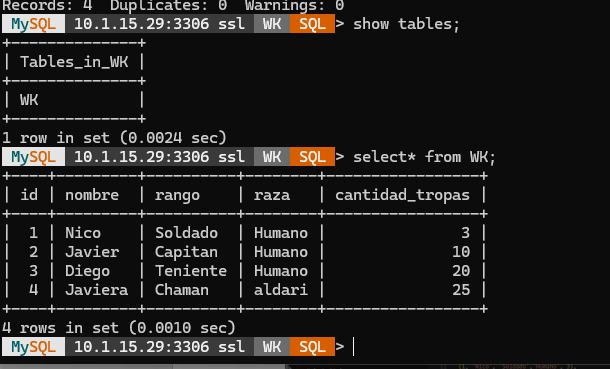 Records: 4  Duplicates: 0  Warnings: 0
MySQL  10.1.15.29:3306 ssl  WK  SQL > show tables;
+--------------+
| Tables_in_WK |
+--------------+
| WK           |
+--------------+
1 row in set (0.0024 sec)
MySQL  10.1.15.29:3306 ssl  WK  SQL > select* from WK;
+----+---------+----------+--------+-----------------+
| id | nombre  | rango    | raza   | cantidad_tropas |
+----+---------+----------+--------+-----------------+
|  1 | Nico    | Soldado  | Humano |               3 |
|  2 | Javier  | Capitan  | Humano |              10 |
|  3 | Diego   | Teniente | Humano |              20 |
|  4 | Javiera | Chaman   | aldari |              25 |
+----+---------+----------+--------+-----------------+
4 rows in set (0.0010 sec)
MySQL  10.1.15.29:3306 ssl  WK  SQL >